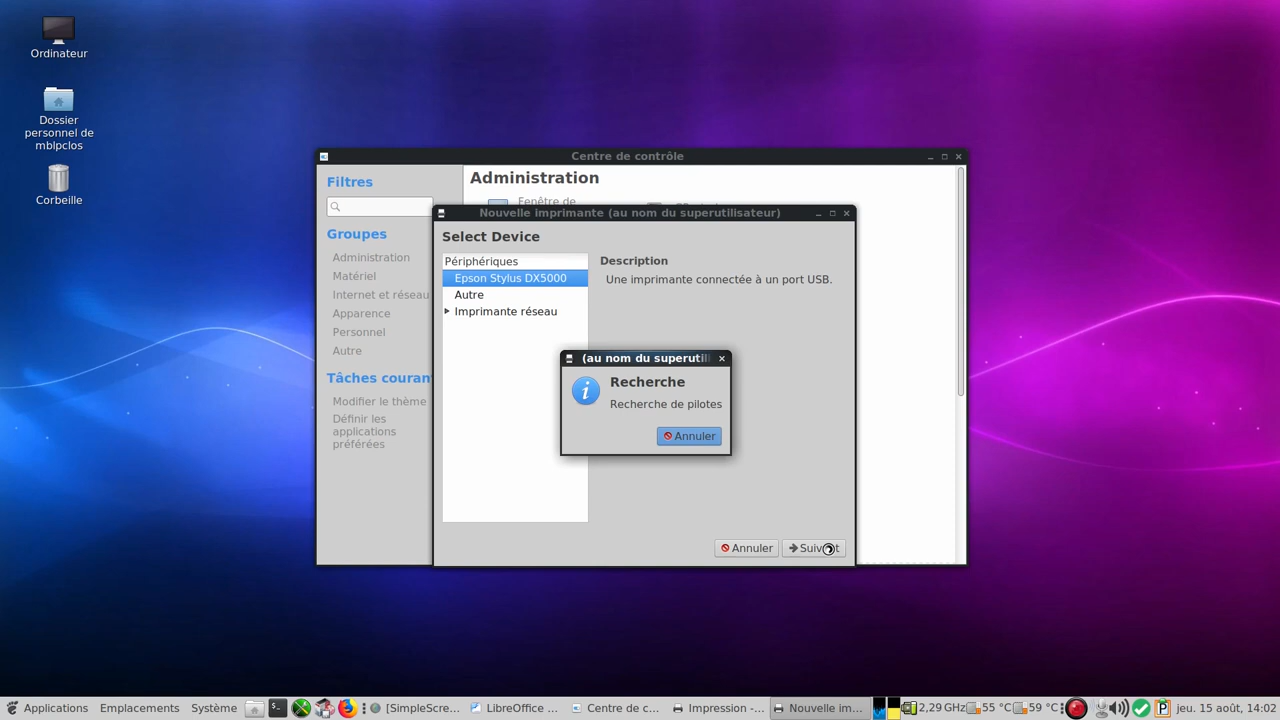 Ordinateur
Dossier
personnel de
mblpclos
Corbeille
Centre de contrôle
Filtres
Groupes
Administration
Matériel
Internet et réseau
Apparence
Personnel
Autre
Tâches couran
Modifier le thème
Définir les
applications
préférées
Administration
Fenêtre de
Nouvelle imprimante (au nom du superutilisateur)
Select Device
Périphériques
Epson Stylus DX5000
Autre
Imprimante réseau
Description
Une imprimante connectée à un port USB.
(au nom du superutil
Recherche
Recherche de pilotes
Annuler
Annuler
Suivant
Applications Emplacements Système [SimpleScre... LibreOffice ... Centre de c... Impression -... Nouvelle im... 2,29 GHz 55 °C 59 °C jeu. 15 août, 14:02